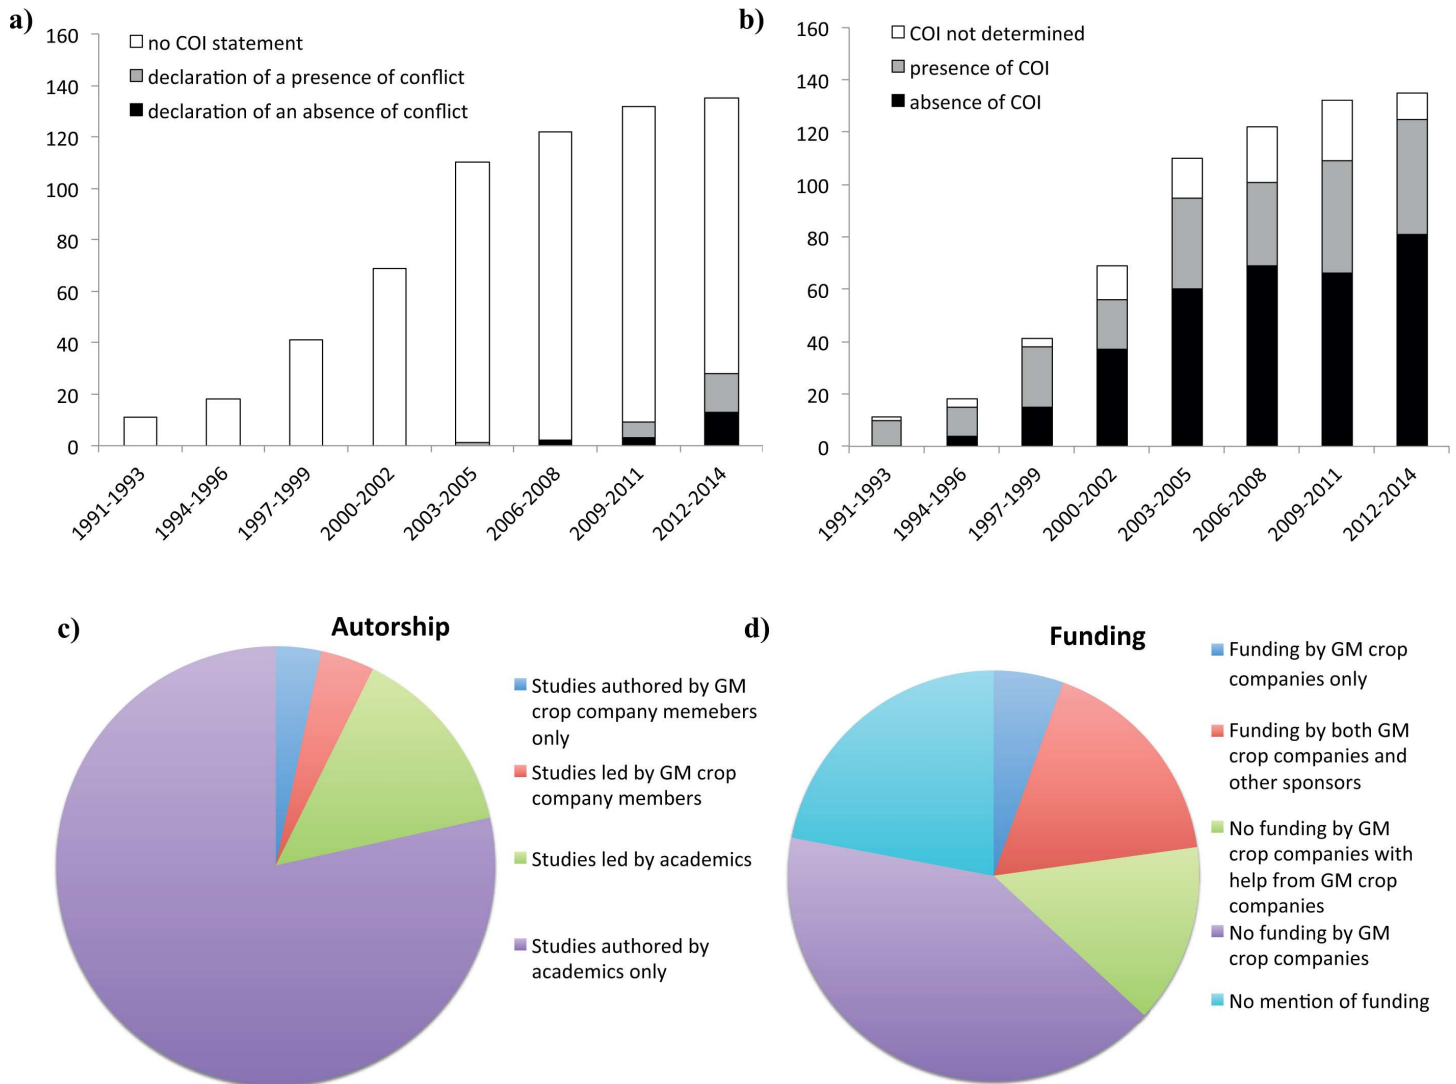 a)
160
140
120
100
80
60
40
20
0
no COI statement
declaration of a presence of conflict
declaration of an absence of conflict
1991-1993
1994-1996
1997-1999
2000-2002
2003-2005
2006-2008
2009-2011
2012-2014
b)
160
140
120
100
80
60
40
20
0
COI not determined
presence of COI
absence of COI
1991-1993
1994-1996
1997-1999
2000-2002
2003-2005
2006-2008
2009-2011
2012-2014
c)
Autorship
Studies authored by GM
crop company memebers
only
Studies led by GM crop
company members
Studies led by academics
Studies authored by
academics only
d)
Funding
Funding by GM crop
companies only
Funding by both GM
crop companies and
other sponsors
No funding by GM
crop companies with
help from GM crop
companies
No funding by GM
crop companies
No mention of funding